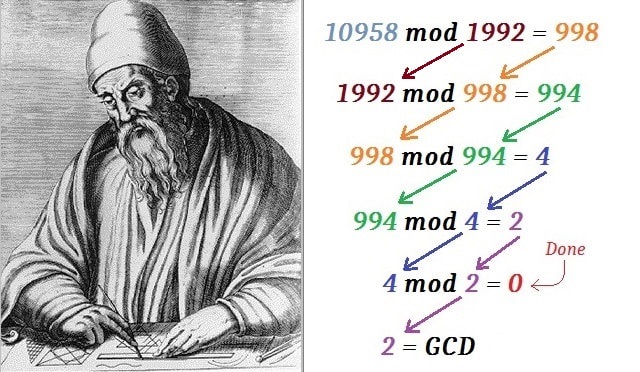 10958 mod 1992 = 998
1992 mod 998 = 994
998 mod 994 = 4
994 mod 4 = 2
Done
4 mod 2 = 0
2 = GCD